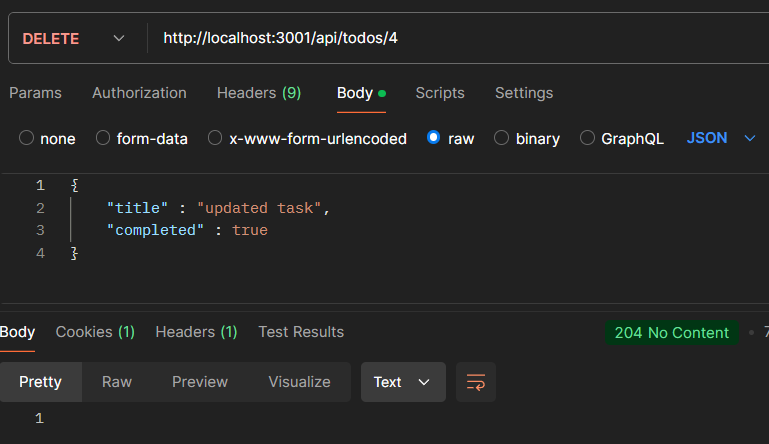 DELETE http://localhost:3001/api/todos/4
Params Authorization Headers (9) Body Scripts Settings
none form-data x-www-form-urlencoded raw binary GraphQL JSON
1 {
2 "title" : "updated task",
3 "completed" : true
4 }
Body Cookies (1) Headers (1) Test Results 204 No Content 7
Pretty Raw Preview Visualize Text
1